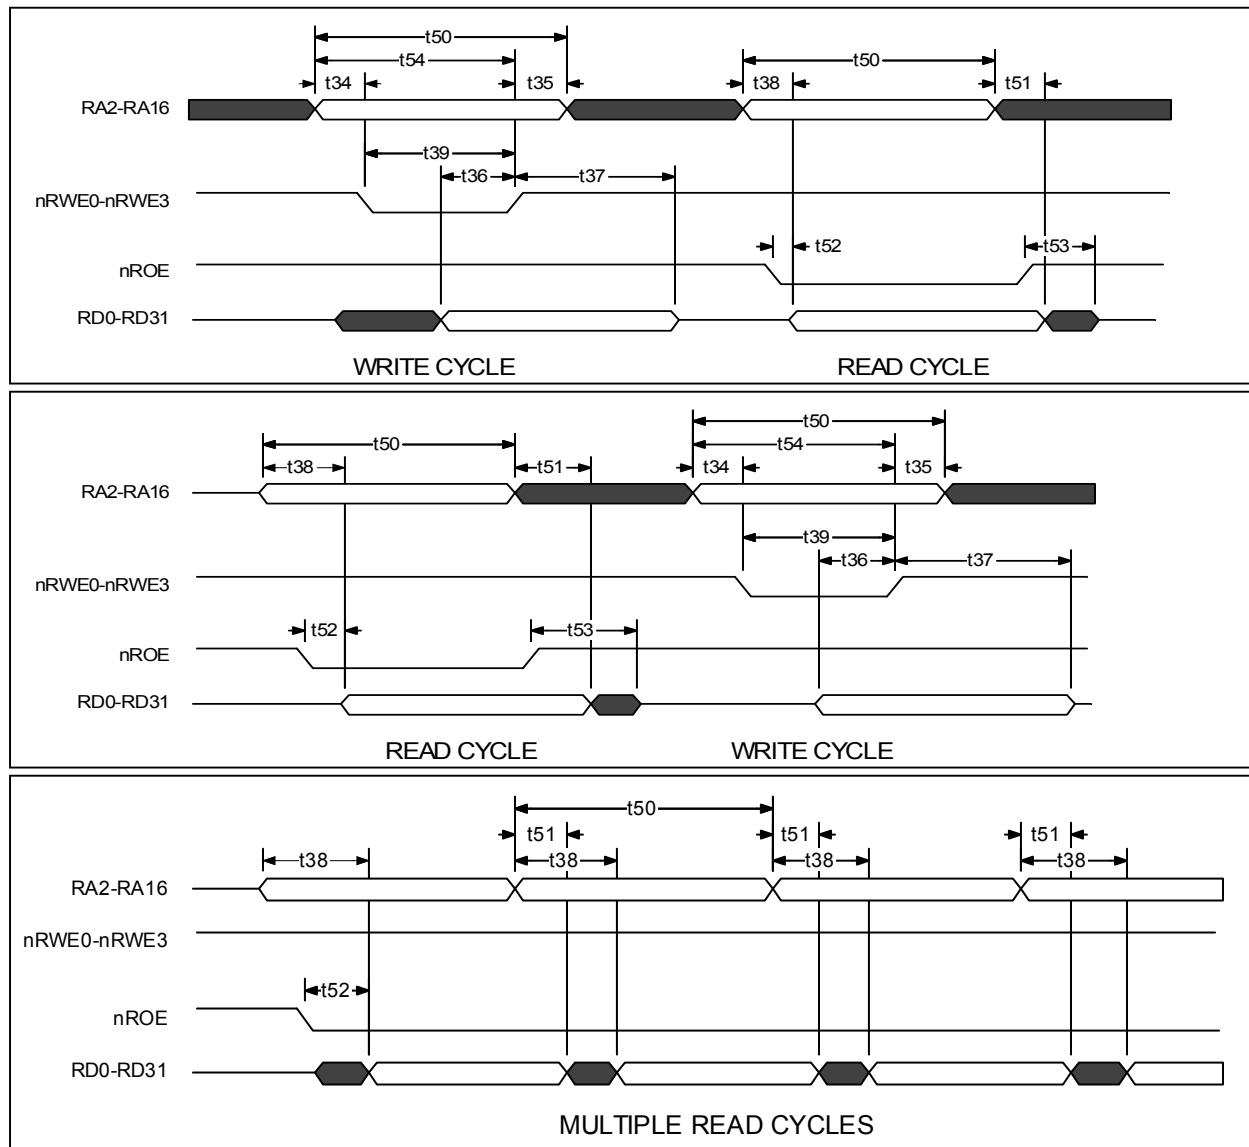 t50
t54
t50
t34 t35 t38 t51
RA2-RA16
t39
t36 t37
nRWE0-nRWE3
t52 t53
nROE
RD0-RD31
WRITE CYCLE READ CYCLE
t50
t50 t54
t38 t51 t34 t35
RA2-RA16
t39
t36 t37
nRWE0-nRWE3
t52 t53
nROE
RD0-RD31
READ CYCLE WRITE CYCLE
t50
t51 t51 t51
t38 t38 t38 t38
RA2-RA16
nRWE0-nRWE3
t52
nROE
RD0-RD31
MULTIPLE READ CYCLES